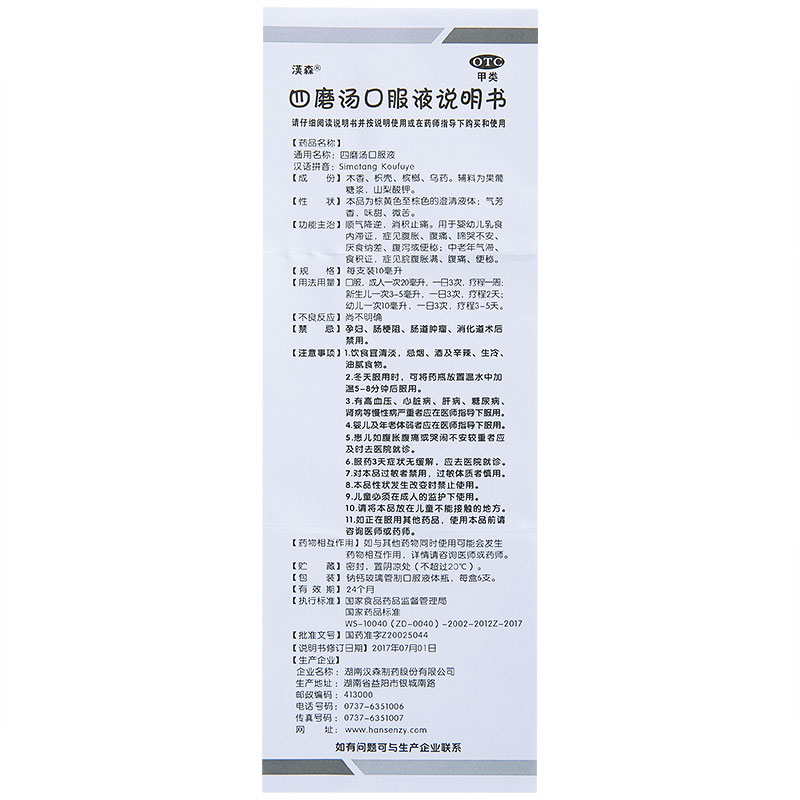 漢森®
OTC
甲类
四磨汤口服液说明书
请仔细阅读说明书并按说明使用或在药师指导下购买和使用
【药品名称】
通用名称：四磨汤口服液
汉语拼音：Simotang Koufuye
【成　份】木香、枳壳、槟榔、乌药。辅料为果葡
糖浆，山梨酸钾。
【性　状】本品为棕黄色至棕色的澄清液体；气芳
香，味甜、微苦。
【功能主治】顺气降逆，消积止痛。用于婴幼儿乳食
内滞证，症见腹胀、腹痛、啼哭不安、
厌食纳差、腹泻或便秘；中老年气滞、
食积证，症见脘腹胀满、腹痛、便秘。
【规　格】每支装10毫升
【用法用量】口服，成人一次20毫升，一日3次，疗程一周；
新生儿一次3-5毫升，一日3次，疗程2天；
幼儿一次10毫升，一日3次，疗程3-5天。
【不良反应】尚不明确
【禁　忌】孕妇、肠梗阻、肠道肿瘤、消化道术后
禁用。
【注意事项】1.饮食宜清淡，忌烟、酒及辛辣、生冷、
油腻食物。
2.冬天服用时，可将药瓶放置温水中加
温5-8分钟后服用。
3.有高血压、心脏病、肝病、糖尿病、
肾病等慢性病严重者应在医师指导下服用。
4.婴儿及年老体弱者应在医师指导下服用。
5.患儿如腹胀腹痛或哭闹不安较重者应
及时去医院就诊。
6.服药3天症状无缓解，应去医院就诊。
7.对本品过敏者禁用，过敏体质者慎用。
8.本品性状发生改变时禁止使用。
9.儿童必须在成人的监护下使用。
10.请将本品放在儿童不能接触的地方。
11.如正在服用其他药品，使用本品前请
咨询医师或药师。
【药物相互作用】如与其他药物同时使用可能会发生
药物相互作用，详情请咨询医师或药师。
【贮　藏】密封，置阴凉处（不超过20℃）。
【包　装】钠钙玻璃管制口服液体瓶，每盒6支。
【有 效 期】24个月
【执行标准】国家食品药品监督管理局
国家药品标准
WS-10040（ZD-0040）-2002-2012Z-2017
【批准文号】国药准字Z20025044
【说明书修订日期】2017年07月01日
【生产企业】
企业名称：湖南汉森制药股份有限公司
生产地址：湖南省益阳市银城南路
邮政编码：413000
电话号码：0737-6351006
传真号码：0737-6351007
网　址：www.hansenzy.com
如有问题可与生产企业联系